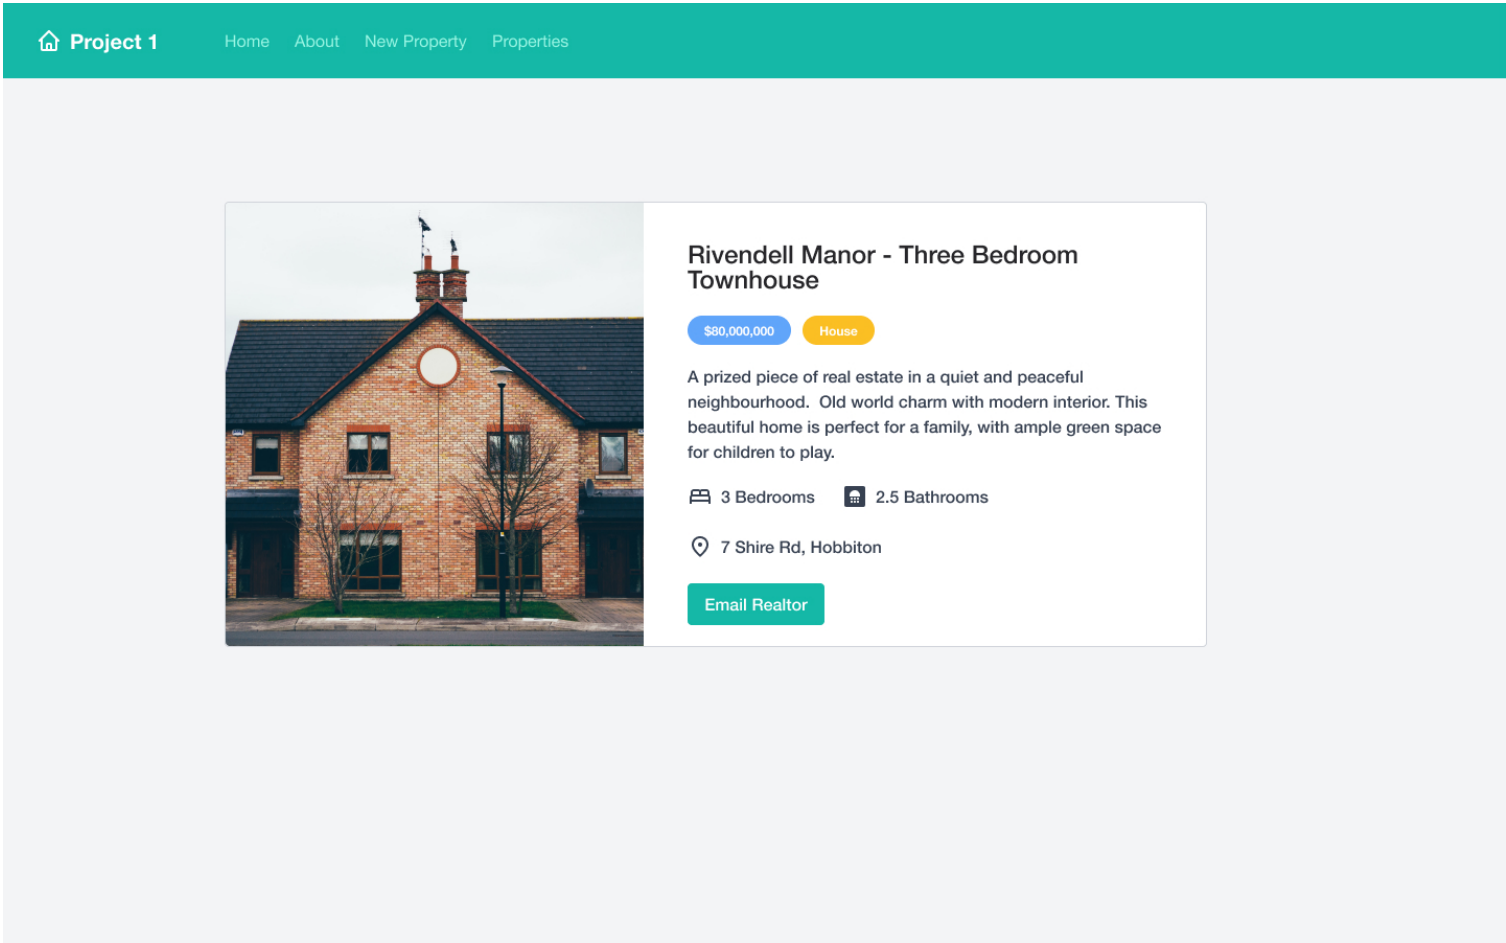 Project 1
Home About New Property Properties
Rivendell Manor - Three Bedroom
Townhouse
$80,000,000 House
A prized piece of real estate in a quiet and peaceful
neighbourhood.  Old world charm with modern interior. This
beautiful home is perfect for a family, with ample green space
for children to play.
3 Bedrooms 2.5 Bathrooms
7 Shire Rd, Hobbiton
Email Realtor